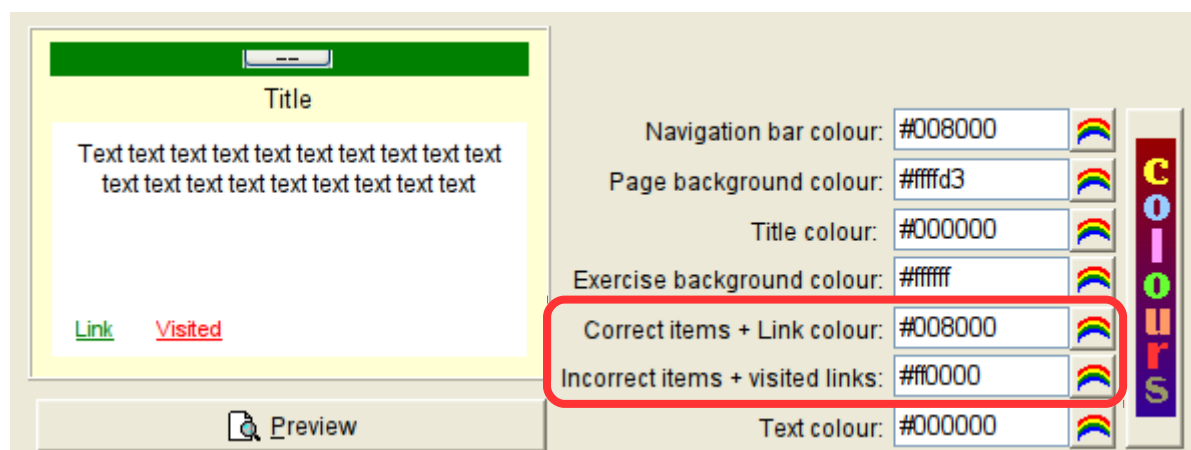 --
Title
Text text text text text text text text text text
text text text text text text text text text
Link Visited
Preview
Navigation bar colour: #008000
Page background colour: #ffffd3
Title colour: #000000
Exercise background colour: #ffffff
Correct items + Link colour: #008000
Incorrect items + visited links: #ff0000
Text colour: #000000
colours